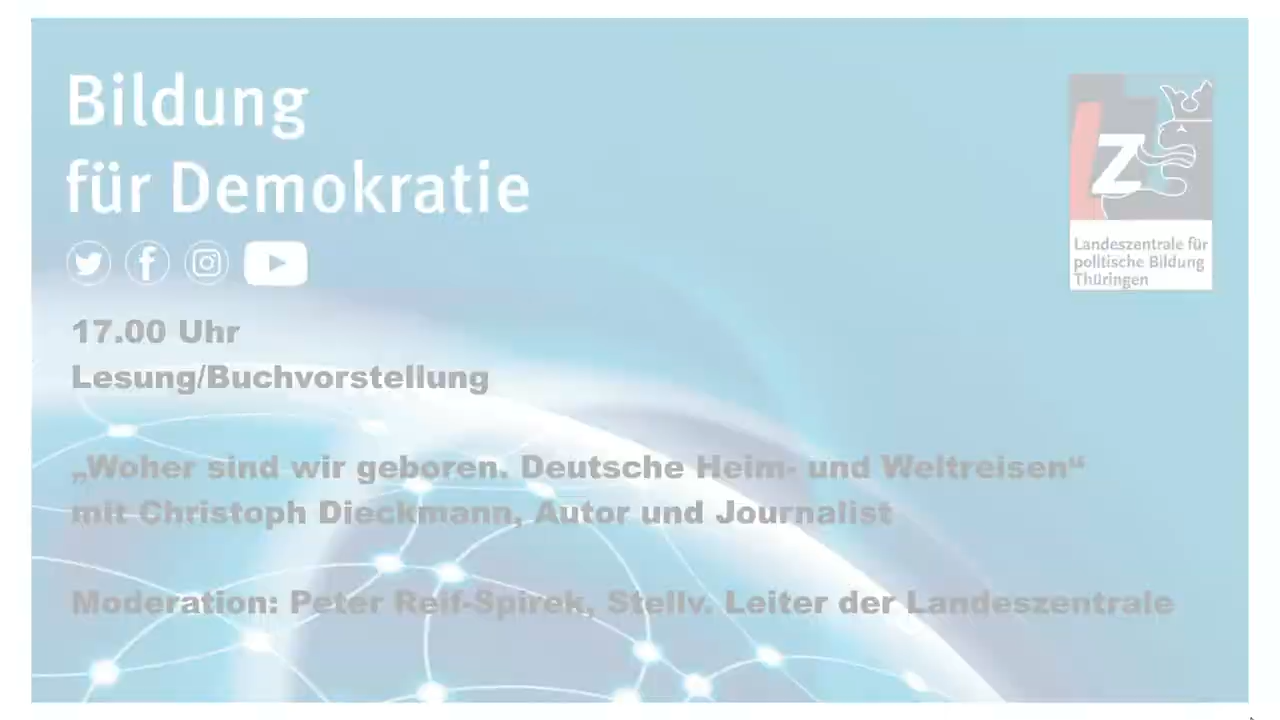 Bildung
für Demokratie
Z
Landeszentrale für
politische Bildung
Thüringen
17.00 Uhr
Lesung/Buchvorstellung
„Woher sind wir geboren. Deutsche Heim- und Weltreisen“
mit Christoph Dieckmann, Autor und Journalist
Moderation: Peter Reif-Spirek, Stellv. Leiter der Landeszentrale